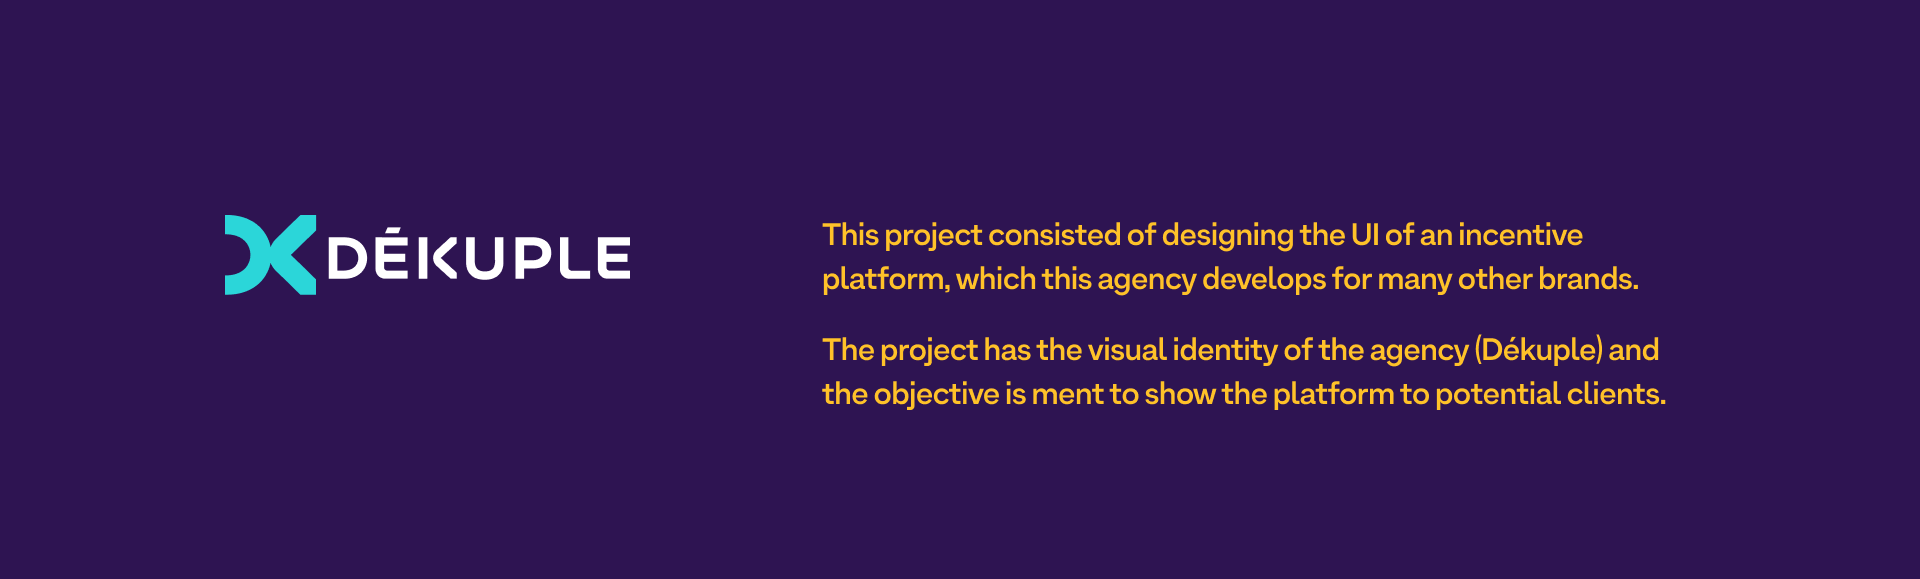 DÉKUPLE
This project consisted of designing the UI of an incentive
platform, which this agency develops for many other brands.
The project has the visual identity of the agency (Dékuple) and
the objective is ment to show the platform to potential clients.